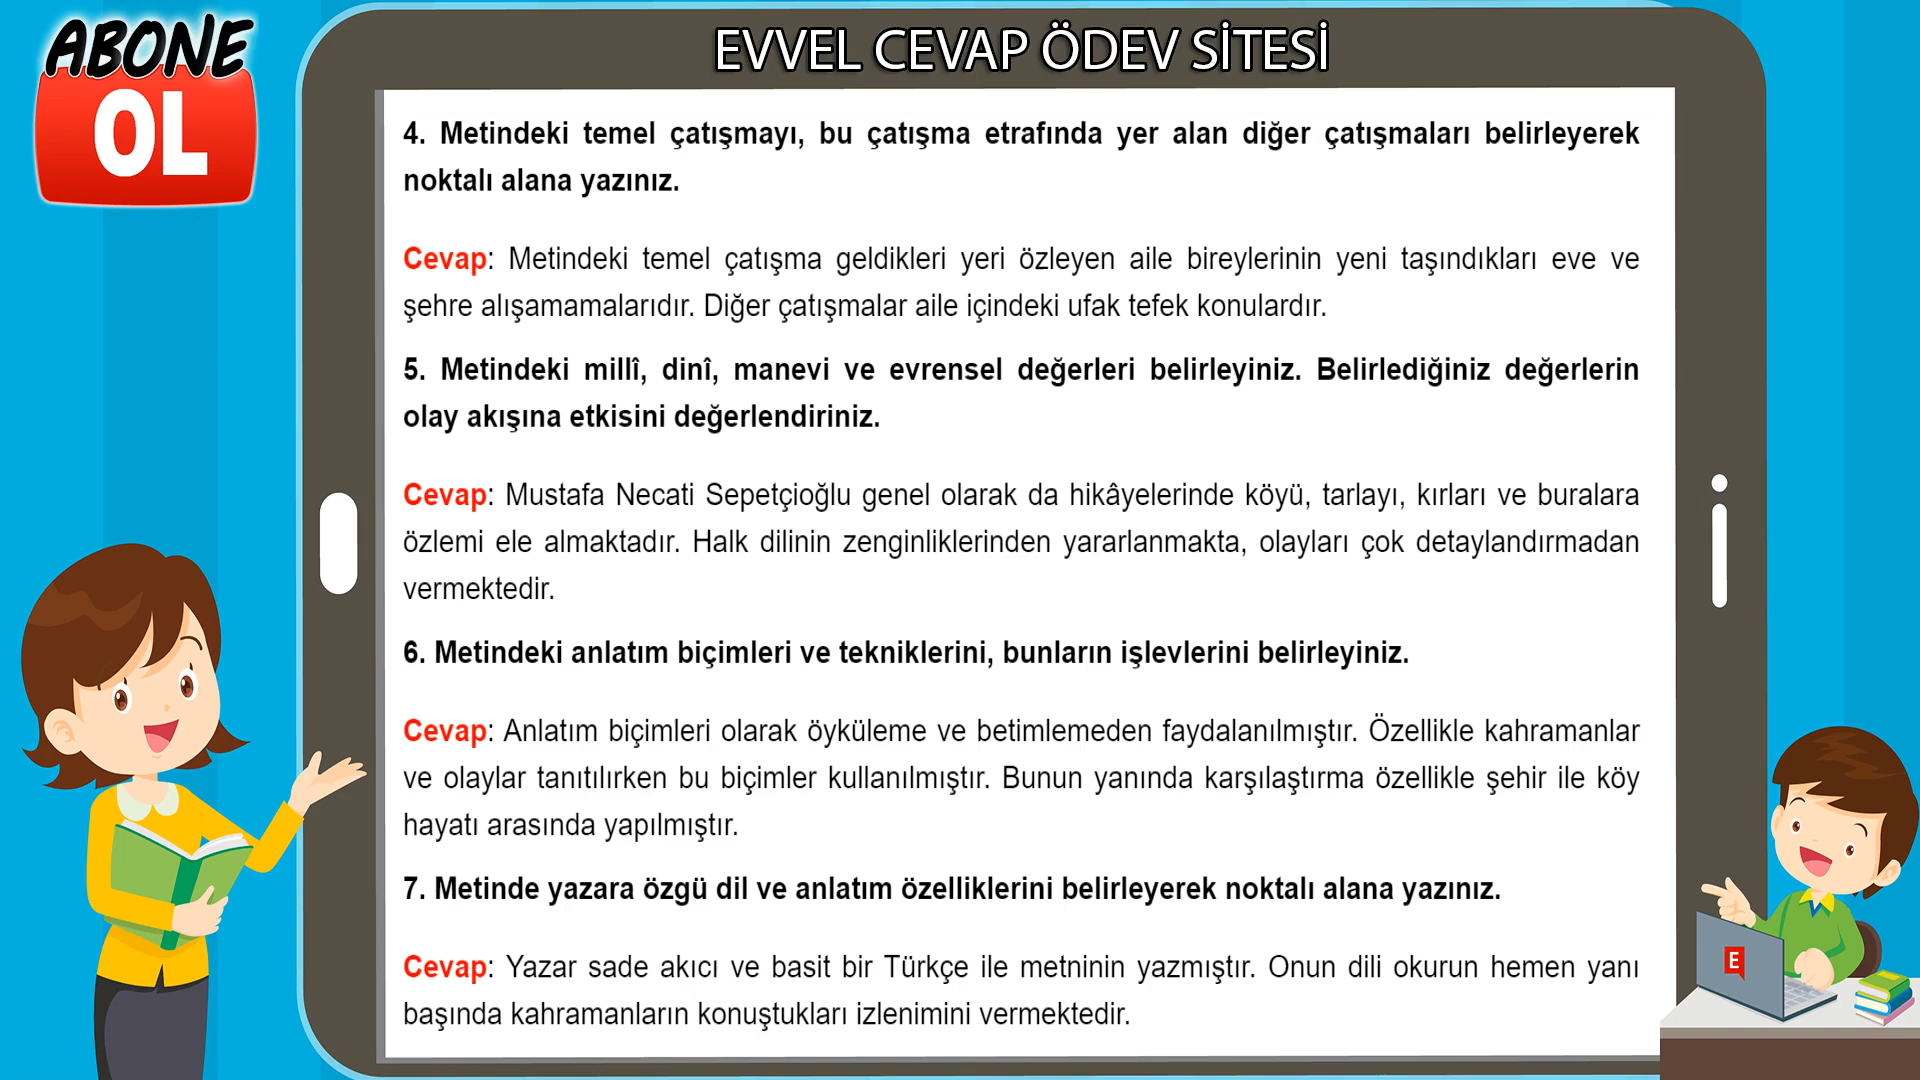 ABONE
OL
EVVEL CEVAP ÖDEV SİTESİ
4. Metindeki temel çatışmayı, bu çatışma etrafında yer alan diğer çatışmaları belirleyerek
noktalı alana yazınız.
Cevap: Metindeki temel çatışma geldikleri yeri özleyen aile bireylerinin yeni taşındıkları eve ve
şehre alışamamalarıdır. Diğer çatışmalar aile içindeki ufak tefek konulardır.
5. Metindeki millî, dinî, manevi ve evrensel değerleri belirleyiniz. Belirlediğiniz değerlerin
olay akışına etkisini değerlendiriniz.
Cevap: Mustafa Necati Sepetçioğlu genel olarak da hikâyelerinde köyü, tarlayı, kırları ve buralara
özlemi ele almaktadır. Halk dilinin zenginliklerinden yararlanmakta, olayları çok detaylandırmadan
vermektedir.
6. Metindeki anlatım biçimleri ve tekniklerini, bunların işlevlerini belirleyiniz.
Cevap: Anlatım biçimleri olarak öyküleme ve betimlemeden faydalanılmıştır. Özellikle kahramanlar
ve olaylar tanıtılırken bu biçimler kullanılmıştır. Bunun yanında karşılaştırma özellikle şehir ile köy
hayatı arasında yapılmıştır.
7. Metinde yazara özgü dil ve anlatım özelliklerini belirleyerek noktalı alana yazınız.
Cevap: Yazar sade akıcı ve basit bir Türkçe ile metninin yazmıştır. Onun dili okurun hemen yanı
başında kahramanların konuştukları izlenimini vermektedir.
E